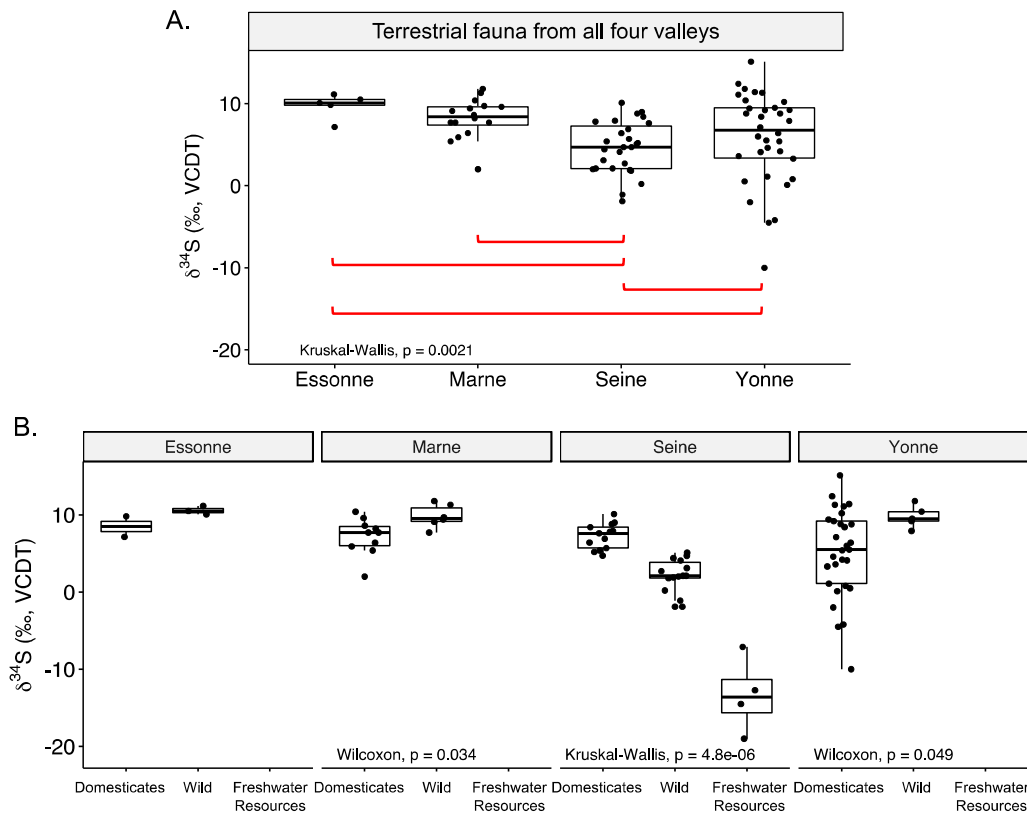 A.
Terrestrial fauna from all four valleys
δ³⁴S (‰, VCDT)
10
0
-10
-20
Kruskal-Wallis, p = 0.0021
Essonne Marne Seine Yonne
B.
Essonne Marne Seine Yonne
δ³⁴S (‰, VCDT)
10
0
-10
-20
Wilcoxon, p = 0.034 Kruskal-Wallis, p = 4.8e-06 Wilcoxon, p = 0.049
Domesticates Wild Freshwater Domesticates Wild Freshwater Domesticates Wild Freshwater Domesticates Wild Freshwater
Resources Resources Resources Resources